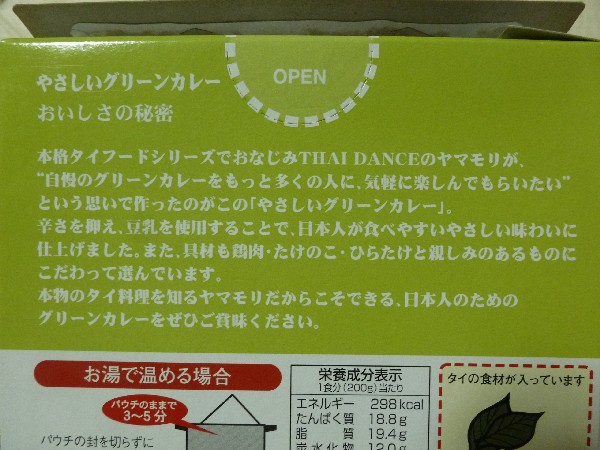 OPEN
やさしいグリーンカレー
おいしさの秘密
本格タイフードシリーズでおなじみTHAI DANCEのヤマモリが、
“自慢のグリーンカレーをもっと多くの人に、気軽に楽しんでもらいたい”
という思いで作ったのがこの「やさしいグリーンカレー」。
辛さを抑え、豆乳を使用することで、日本人が食べやすいやさしい味わいに
仕上げました。また、具材も鶏肉・たけのこ・ひらたけと親しみのあるものに
こだわって選んでいます。
本物のタイ料理を知るヤマモリだからこそできる、日本人のための
グリーンカレーをぜひご賞味ください。
お湯で温める場合
パウチのままで
3〜5分
パウチの封を切らずに
栄養成分表示
1食分(200g)当たり
エネルギー 298kcal
たんぱく質 18.8g
脂質 19.4g
炭水化物 12.0g
タイの食材が入っています